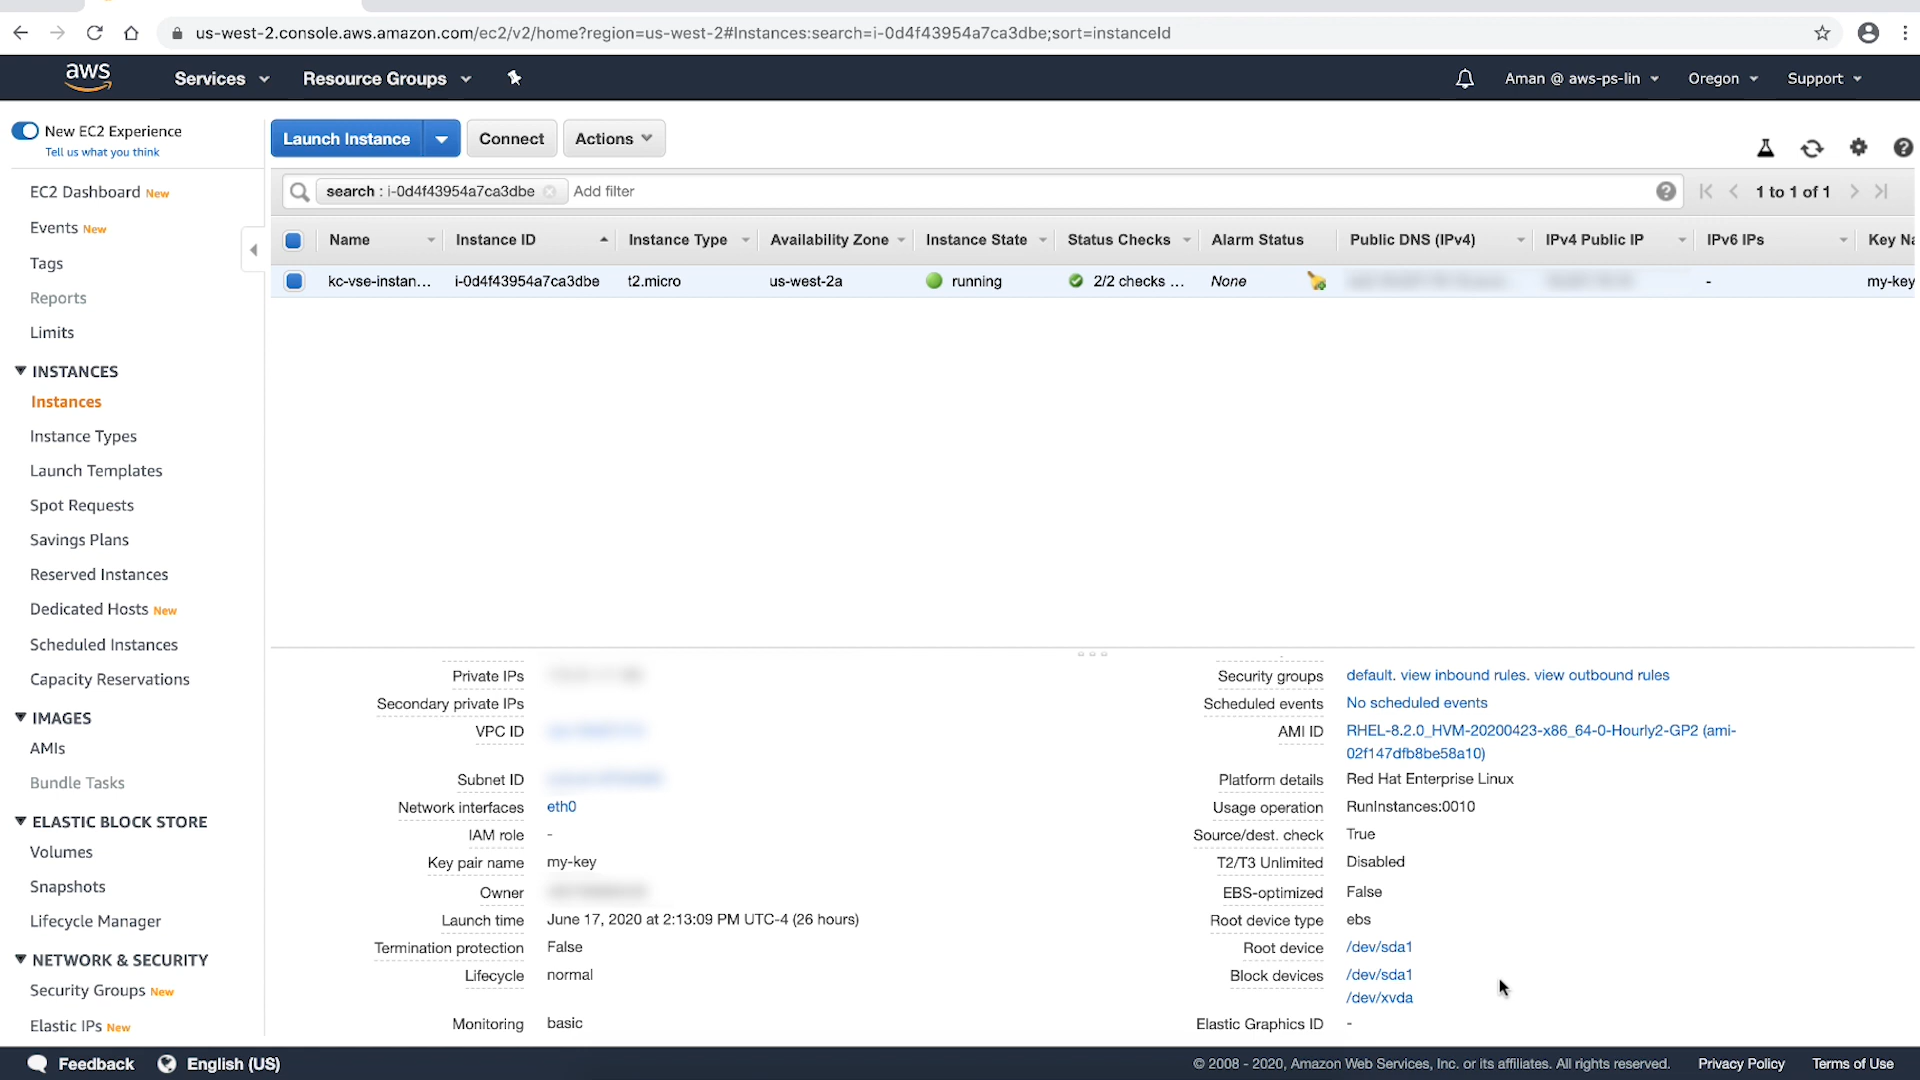 us-west-2.console.aws.amazon.com/ec2/v2/home?region=us-west-2#Instances:search=i-0d4f43954a7ca3dbe;sort=instanceId
aws Services Resource Groups Aman @ aws-ps-lin Oregon Support
New EC2 Experience
Tell us what you think
EC2 Dashboard New
Events New
Tags
Reports
Limits
INSTANCES
Instances
Instance Types
Launch Templates
Spot Requests
Savings Plans
Reserved Instances
Dedicated Hosts New
Scheduled Instances
Capacity Reservations
IMAGES
AMIs
Bundle Tasks
ELASTIC BLOCK STORE
Volumes
Snapshots
Lifecycle Manager
NETWORK & SECURITY
Security Groups New
Elastic IPs New
Launch Instance Connect Actions
search : i-0d4f43954a7ca3dbe Add filter 1 to 1 of 1
Name Instance ID Instance Type Availability Zone Instance State Status Checks Alarm Status Public DNS (IPv4) IPv4 Public IP IPv6 IPs Key Na
kc-vse-instan... i-0d4f43954a7ca3dbe t2.micro us-west-2a running 2/2 checks ... None - my-key
Private IPs
Secondary private IPs
VPC ID
Subnet ID
Network interfaces eth0
IAM role -
Key pair name my-key
Owner
Launch time June 17, 2020 at 2:13:09 PM UTC-4 (26 hours)
Termination protection False
Lifecycle normal
Monitoring basic
Security groups default. view inbound rules. view outbound rules
Scheduled events No scheduled events
AMI ID RHEL-8.2.0_HVM-20200423-x86_64-0-Hourly2-GP2 (ami-
02f147dfb8be58a10)
Platform details Red Hat Enterprise Linux
Usage operation RunInstances:0010
Source/dest. check True
T2/T3 Unlimited Disabled
EBS-optimized False
Root device type ebs
Root device /dev/sda1
Block devices /dev/sda1
/dev/xvda
Elastic Graphics ID -
Feedback English (US) © 2008 - 2020, Amazon Web Services, Inc. or its affiliates. All rights reserved. Privacy Policy Terms of Use